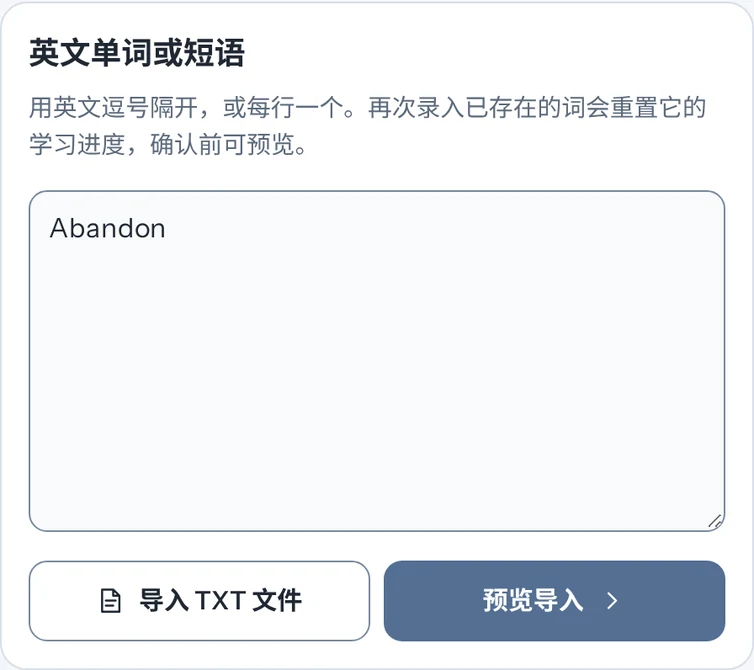 英文单词或短语
用英文逗号隔开，或每行一个。再次录入已存在的词会重置它的
学习进度，确认前可预览。
Abandon
导入 TXT 文件
预览导入